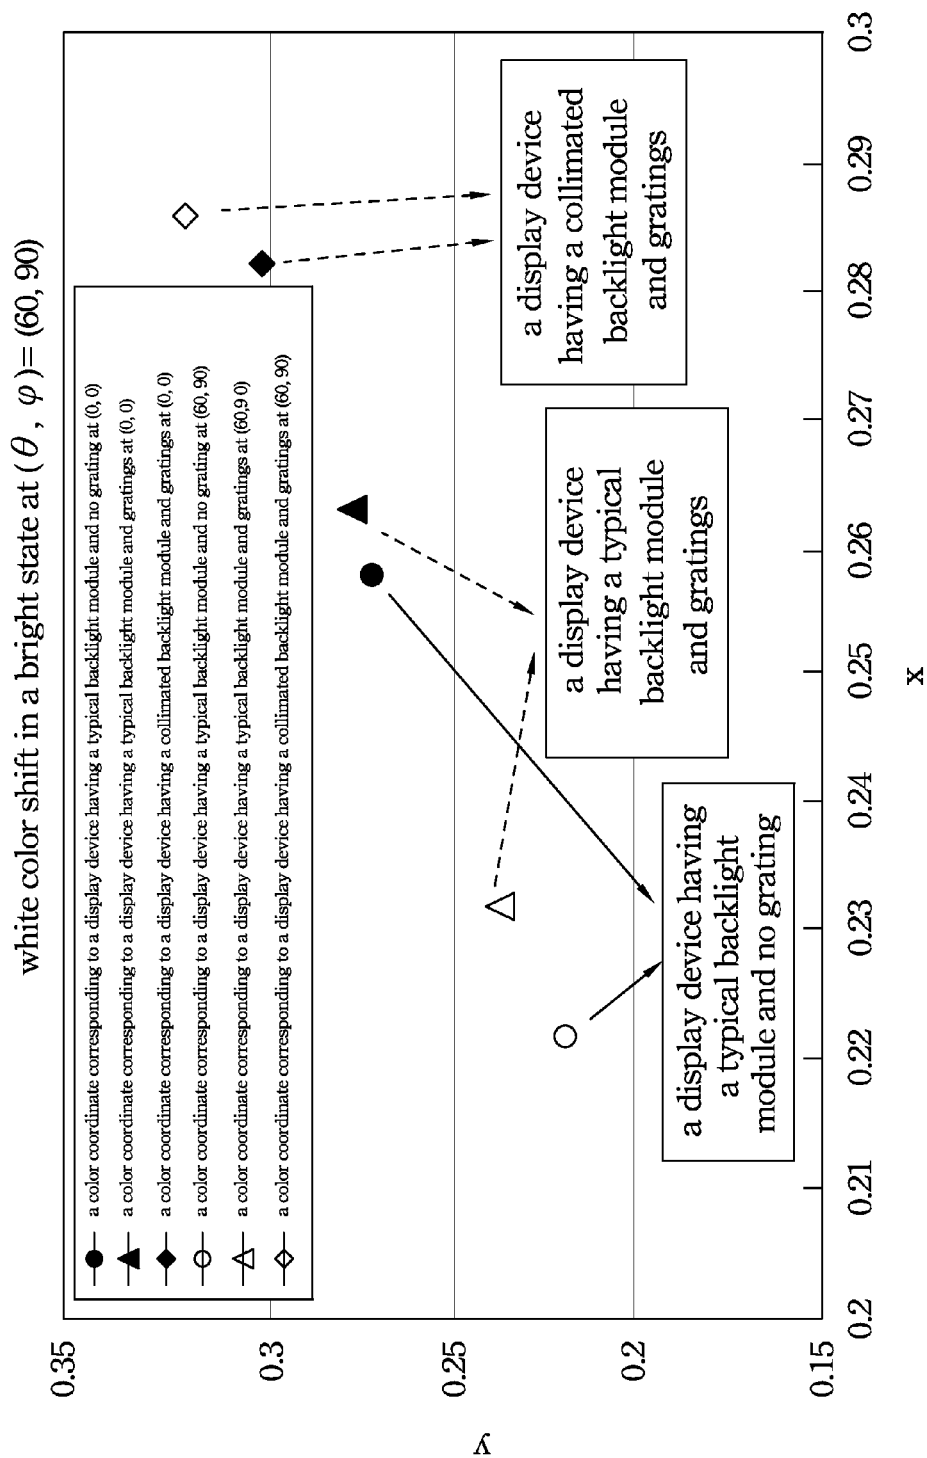 white color shift in a bright state at (θ, φ)= (60, 90)
0.35
0.3
0.25
0.2
0.15
y
a color coordinate corresponding to a display device having a typical backlight module and no grating at (0, 0)
a color coordinate corresponding to a display device having a typical backlight module and gratings at (0, 0)
a color coordinate corresponding to a display device having a collimated backlight module and gratings at (0, 0)
a color coordinate corresponding to a display device having a typical backlight module and no grating at (60, 90)
a color coordinate corresponding to a display device having a typical backlight module and gratings at (60,9 0)
a color coordinate corresponding to a display device having a collimated backlight module and gratings at (60, 90)
a display device
having a collimated
backlight module
and gratings
a display device
having a typical
backlight module
and gratings
a display device having
a typical backlight
module and no grating
0.2
0.21
0.22
0.23
0.24
0.25
0.26
0.27
0.28
0.29
0.3
x